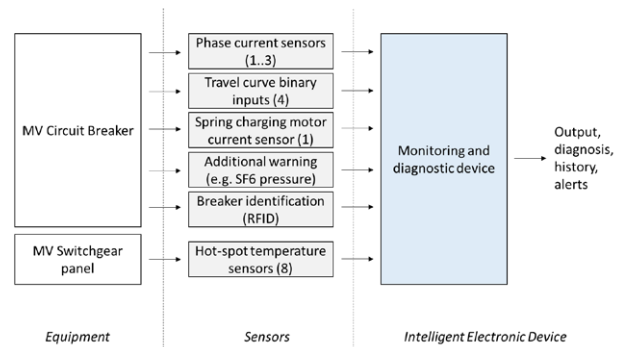 MV Circuit Breaker
MV Switchgear
panel
Phase current sensors
(1..3)
Travel curve binary
inputs (4)
Spring charging motor
current sensor (1)
Additional warning
(e.g. SF6 pressure)
Breaker identification
(RFID)
Hot-spot temperature
sensors (8)
Monitoring and
diagnostic device
Output,
diagnosis,
history,
alerts
Equipment
Sensors
Intelligent Electronic Device